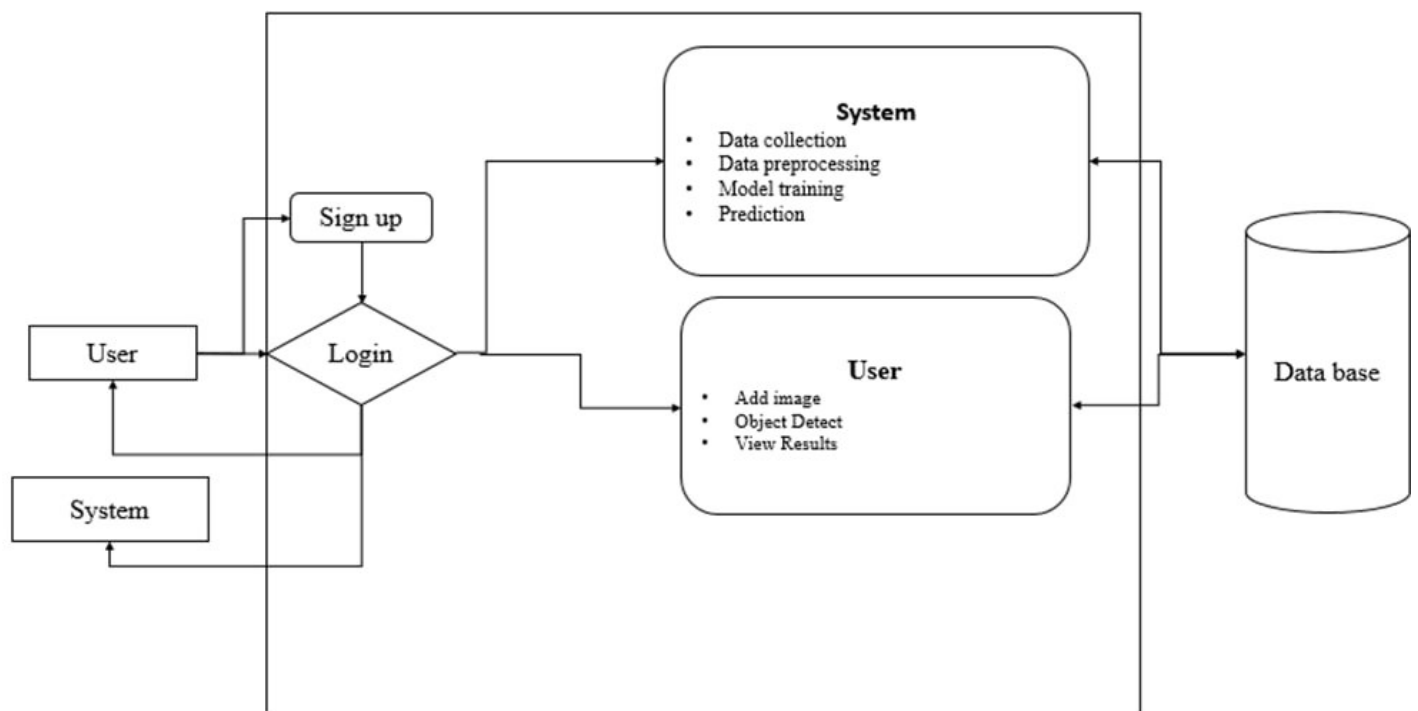 System
• Data collection
• Data preprocessing
• Model training
• Prediction
Sign up
User
Login
User
• Add image
• Object Detect
• View Results
Data base
System